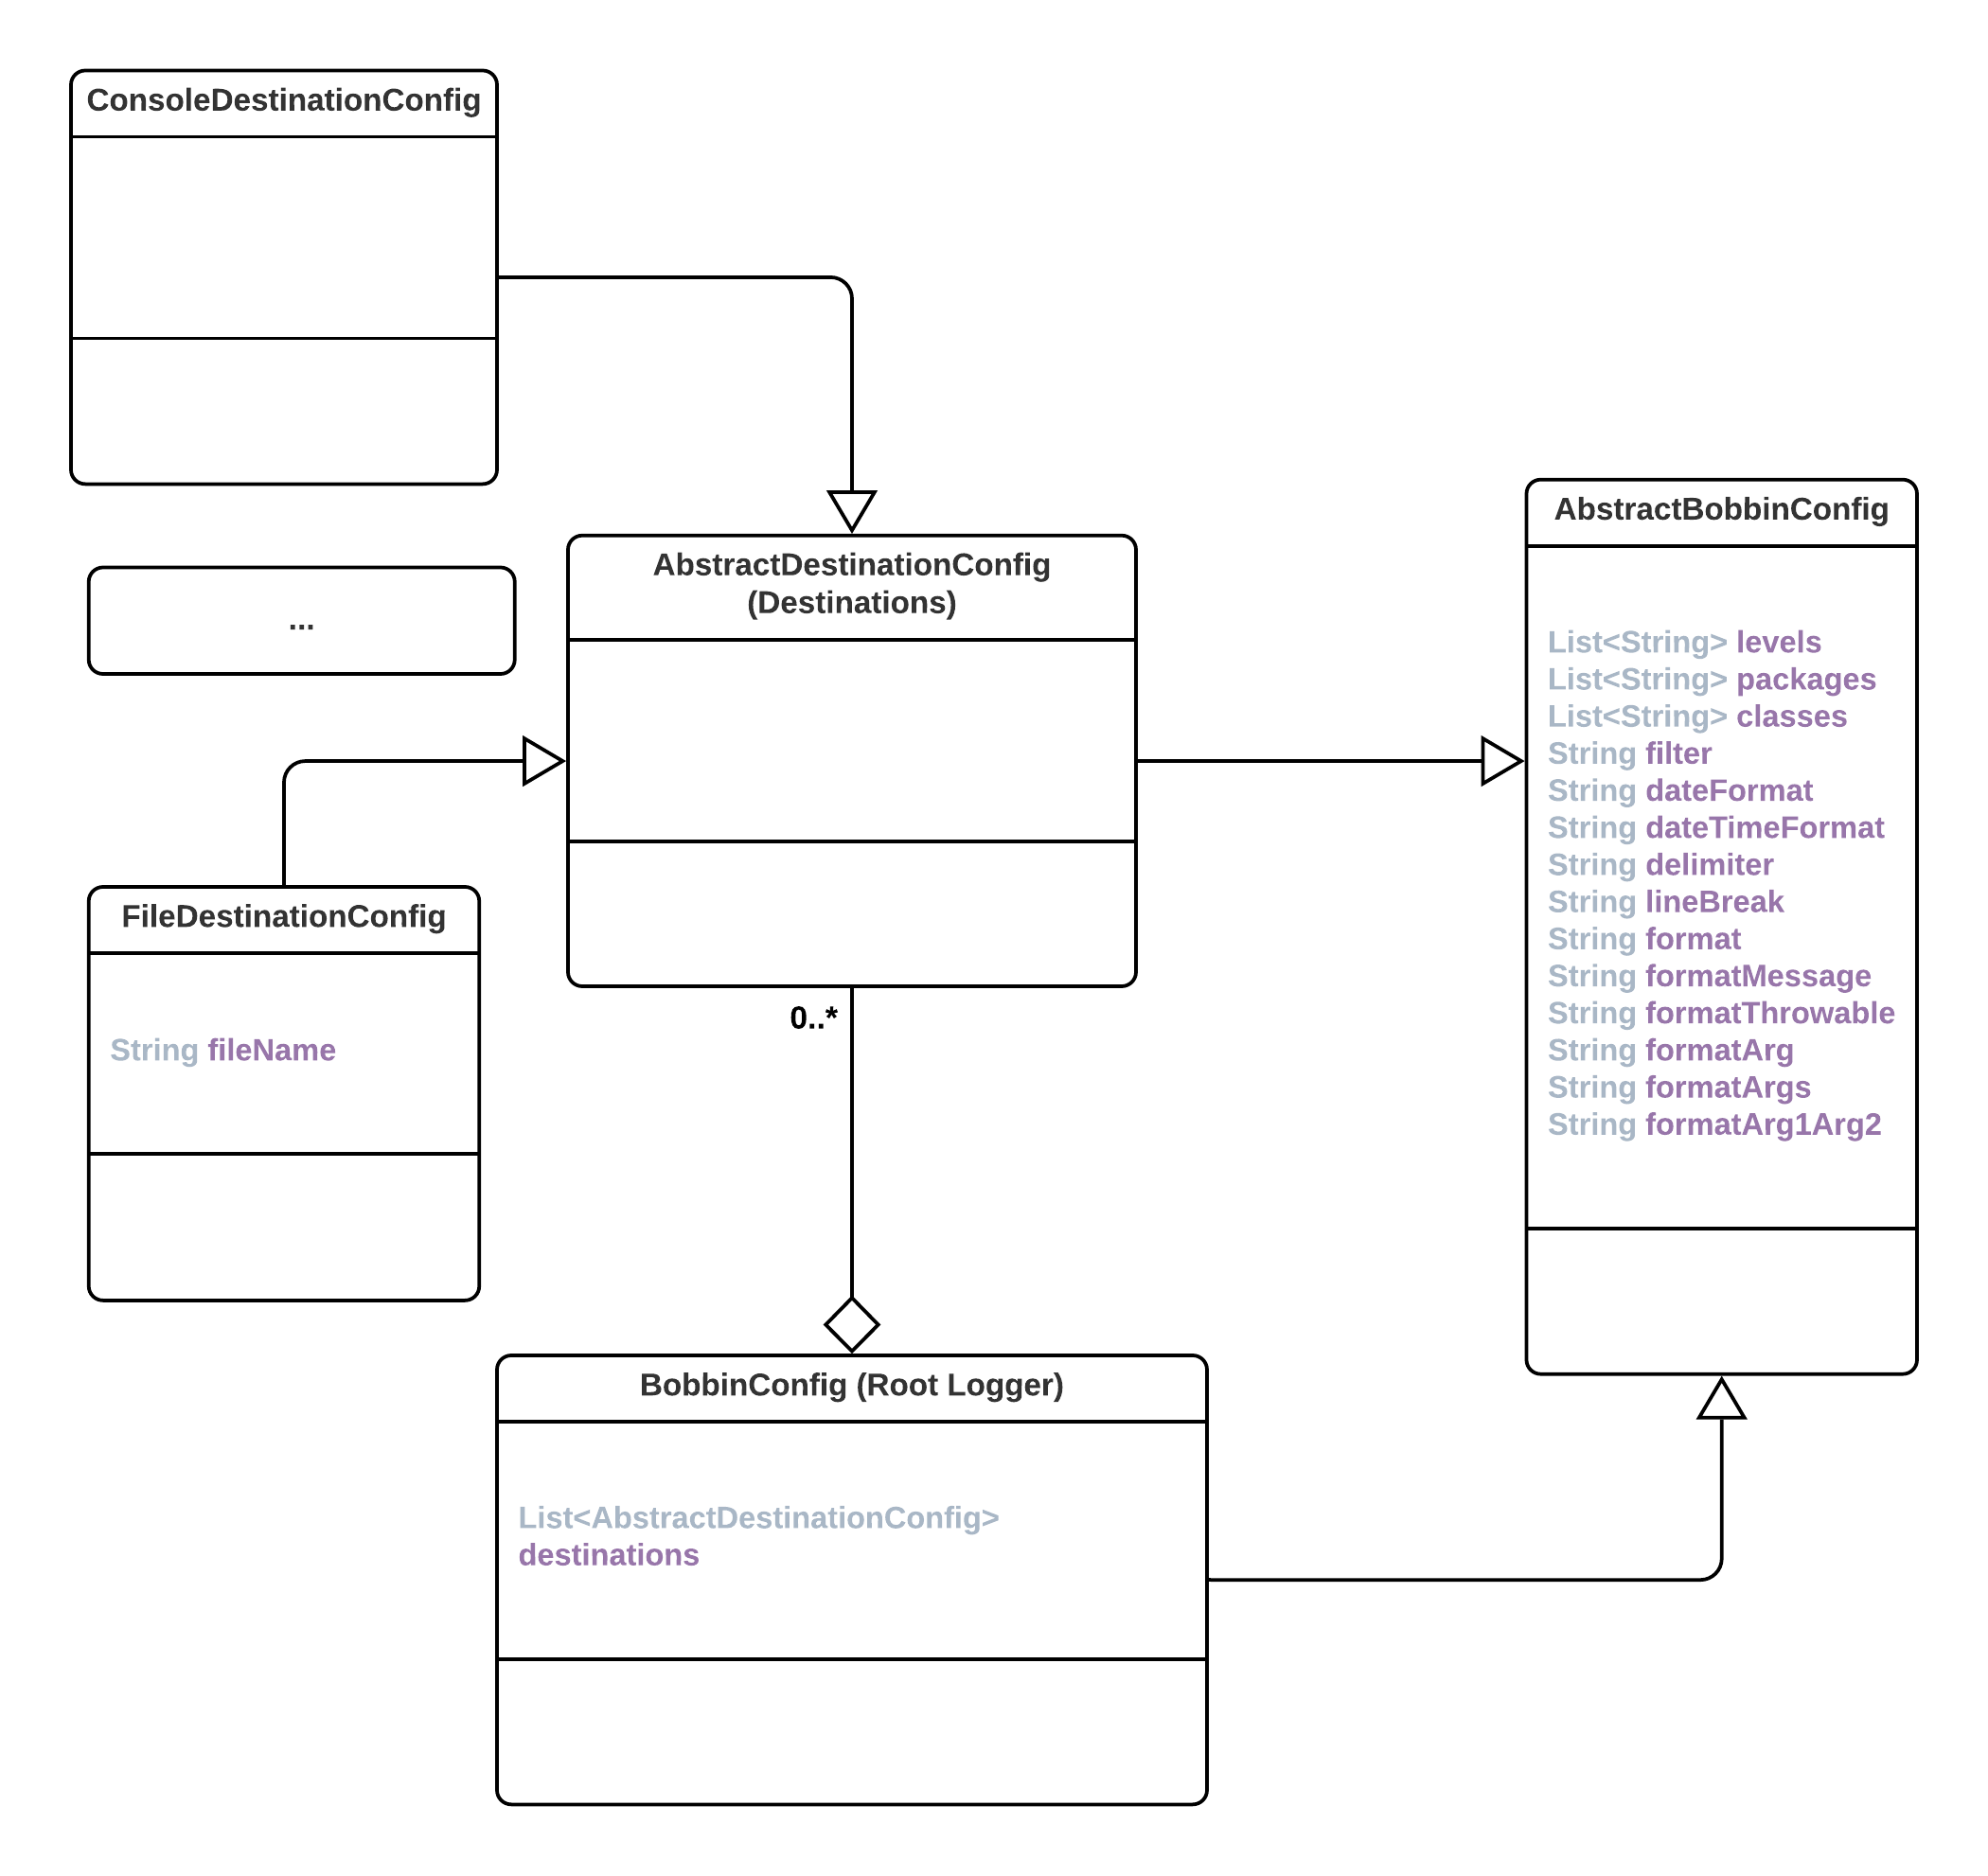 ConsoleDestinationConfig
...
AbstractDestinationConfig
(Destinations)
AbstractBobbinConfig
List<String> levels
List<String> packages
List<String> classes
String filter
String dateFormat
String dateTimeFormat
String delimiter
String lineBreak
String format
String formatMessage
String formatThrowable
String formatArg
String formatArgs
String formatArg1Arg2
FileDestinationConfig
String fileName
0..*
BobbinConfig (Root Logger)
List<AbstractDestinationConfig>
destinations